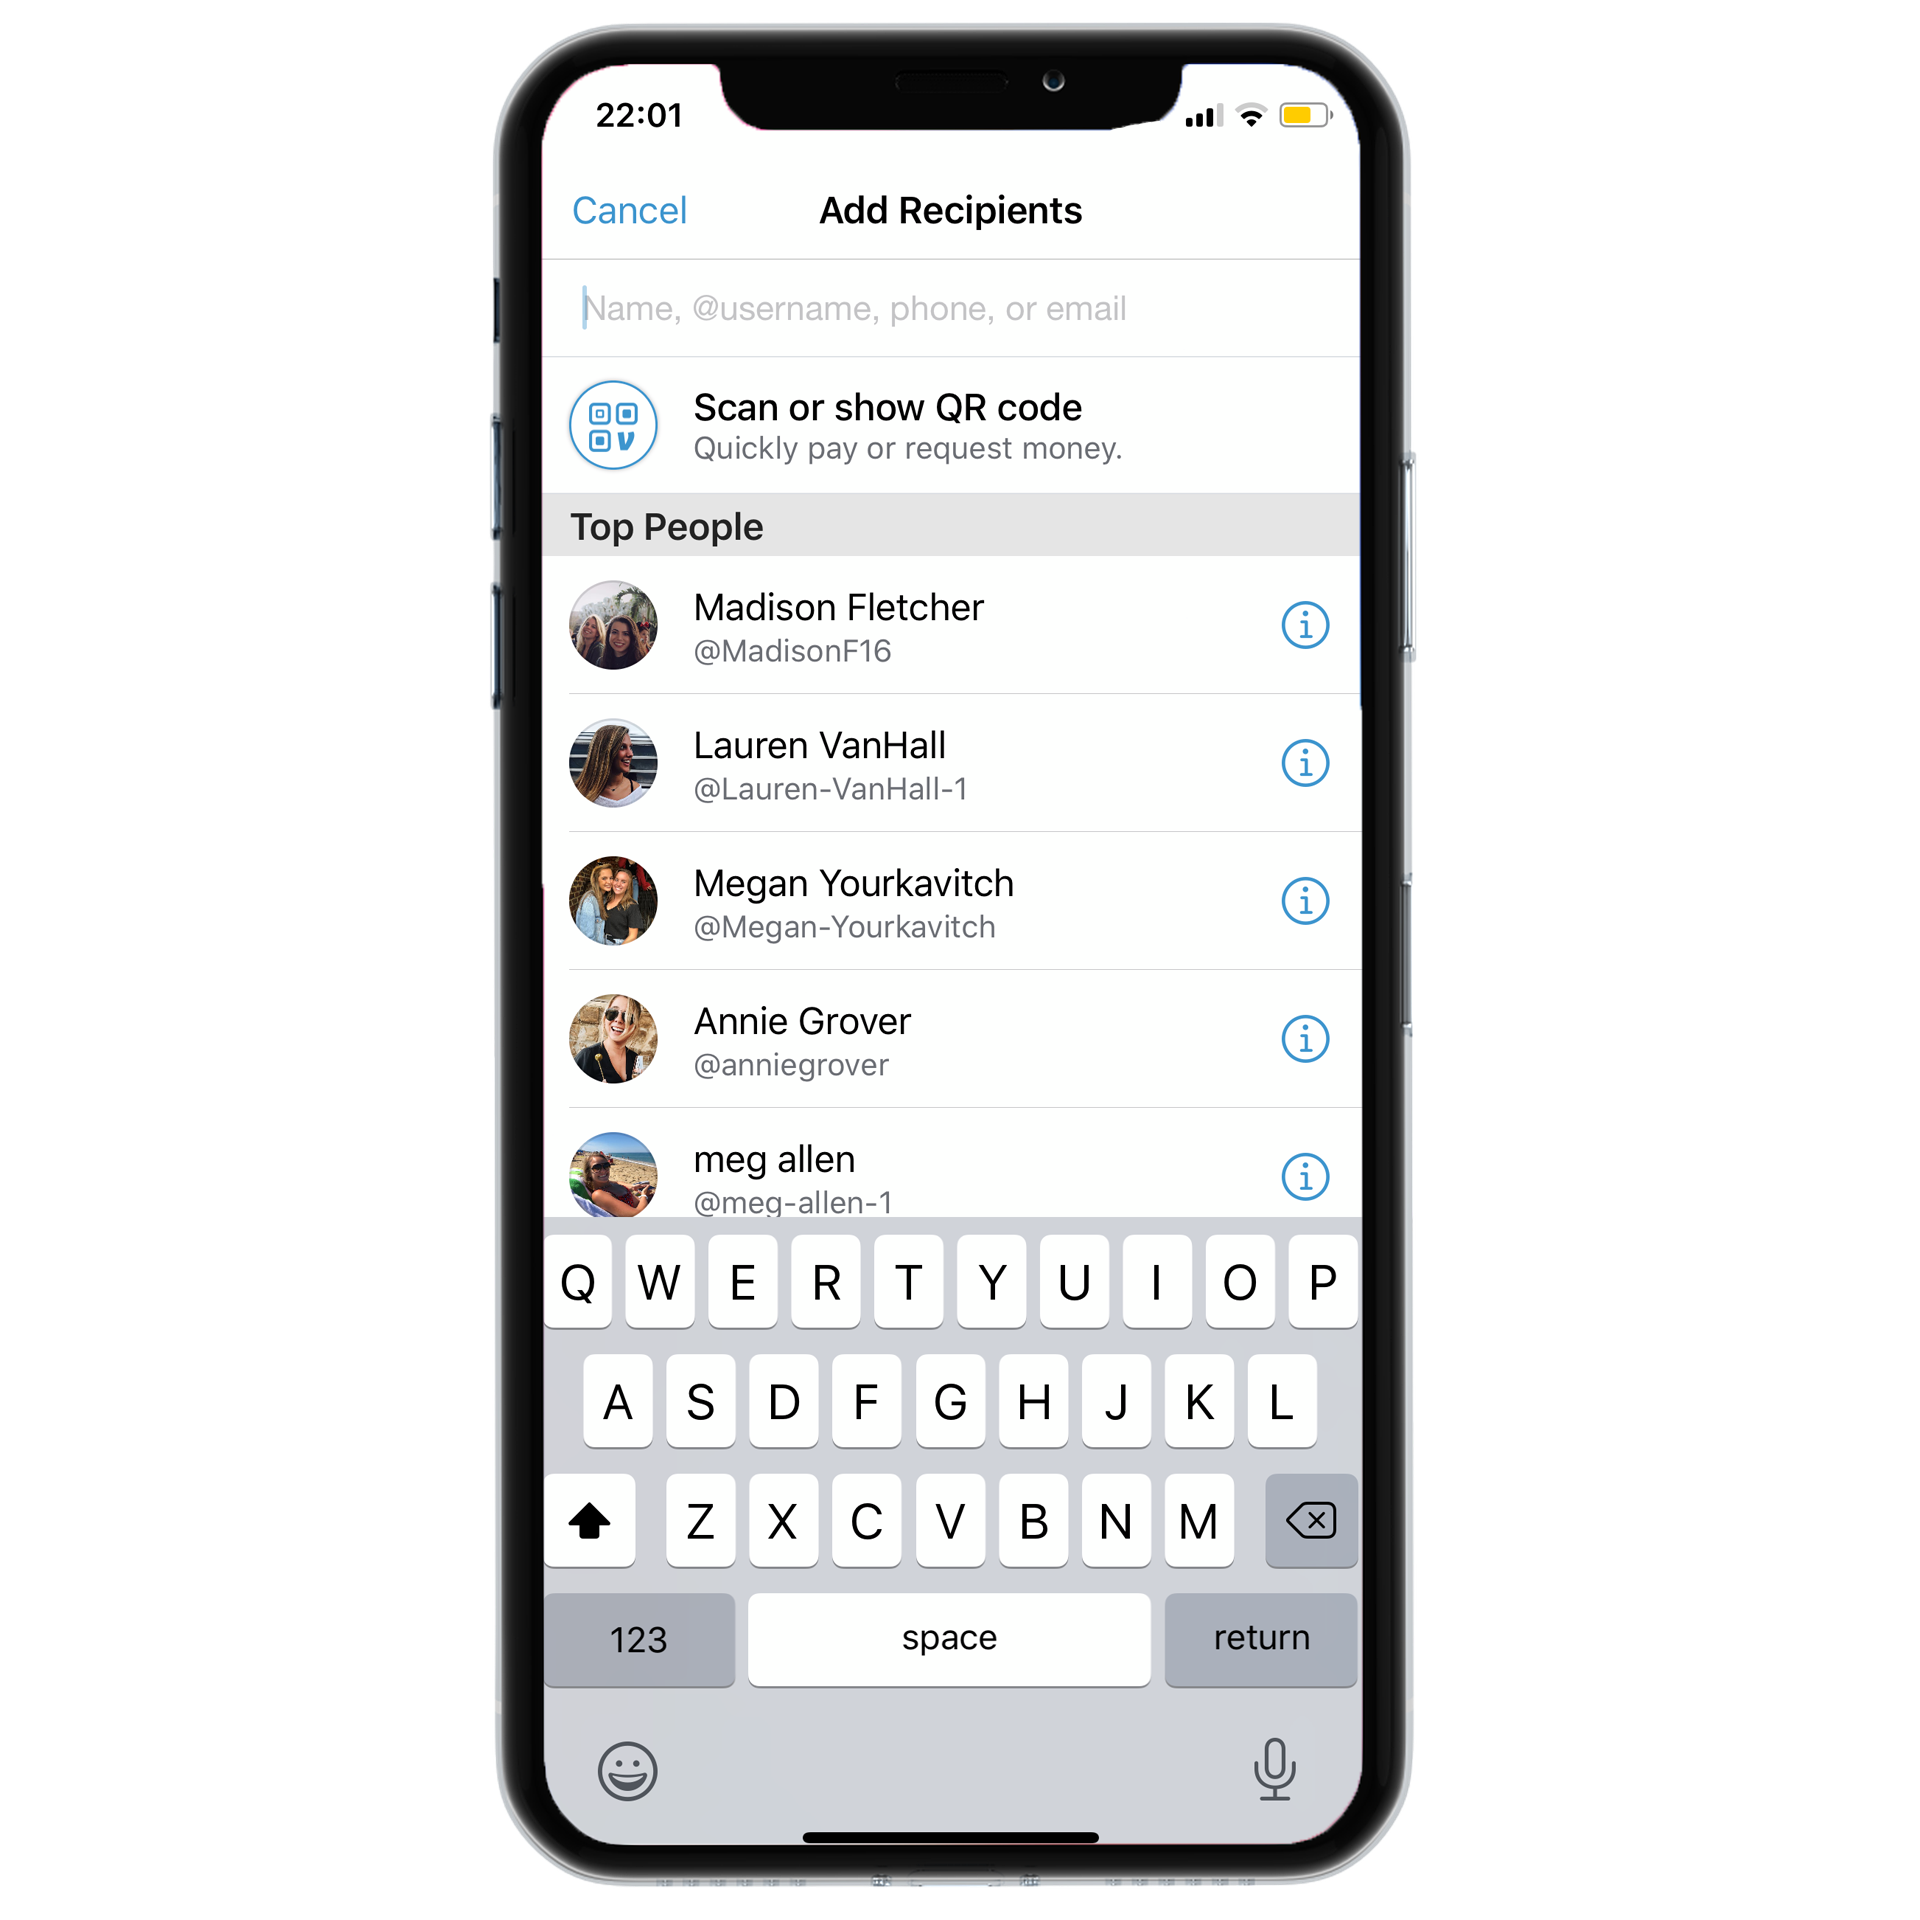 22:01
Cancel Add Recipients
Name, @username, phone, or email
Scan or show QR code
Quickly pay or request money.
Top People
Madison Fletcher
@MadisonF16
Lauren VanHall
@Lauren-VanHall-1
Megan Yourkavitch
@Megan-Yourkavitch
Annie Grover
@anniegrover
meg allen
@meg-allen-1
Q W E R T Y U I O P
A S D F G H J K L
Z X C V B N M
123 space return